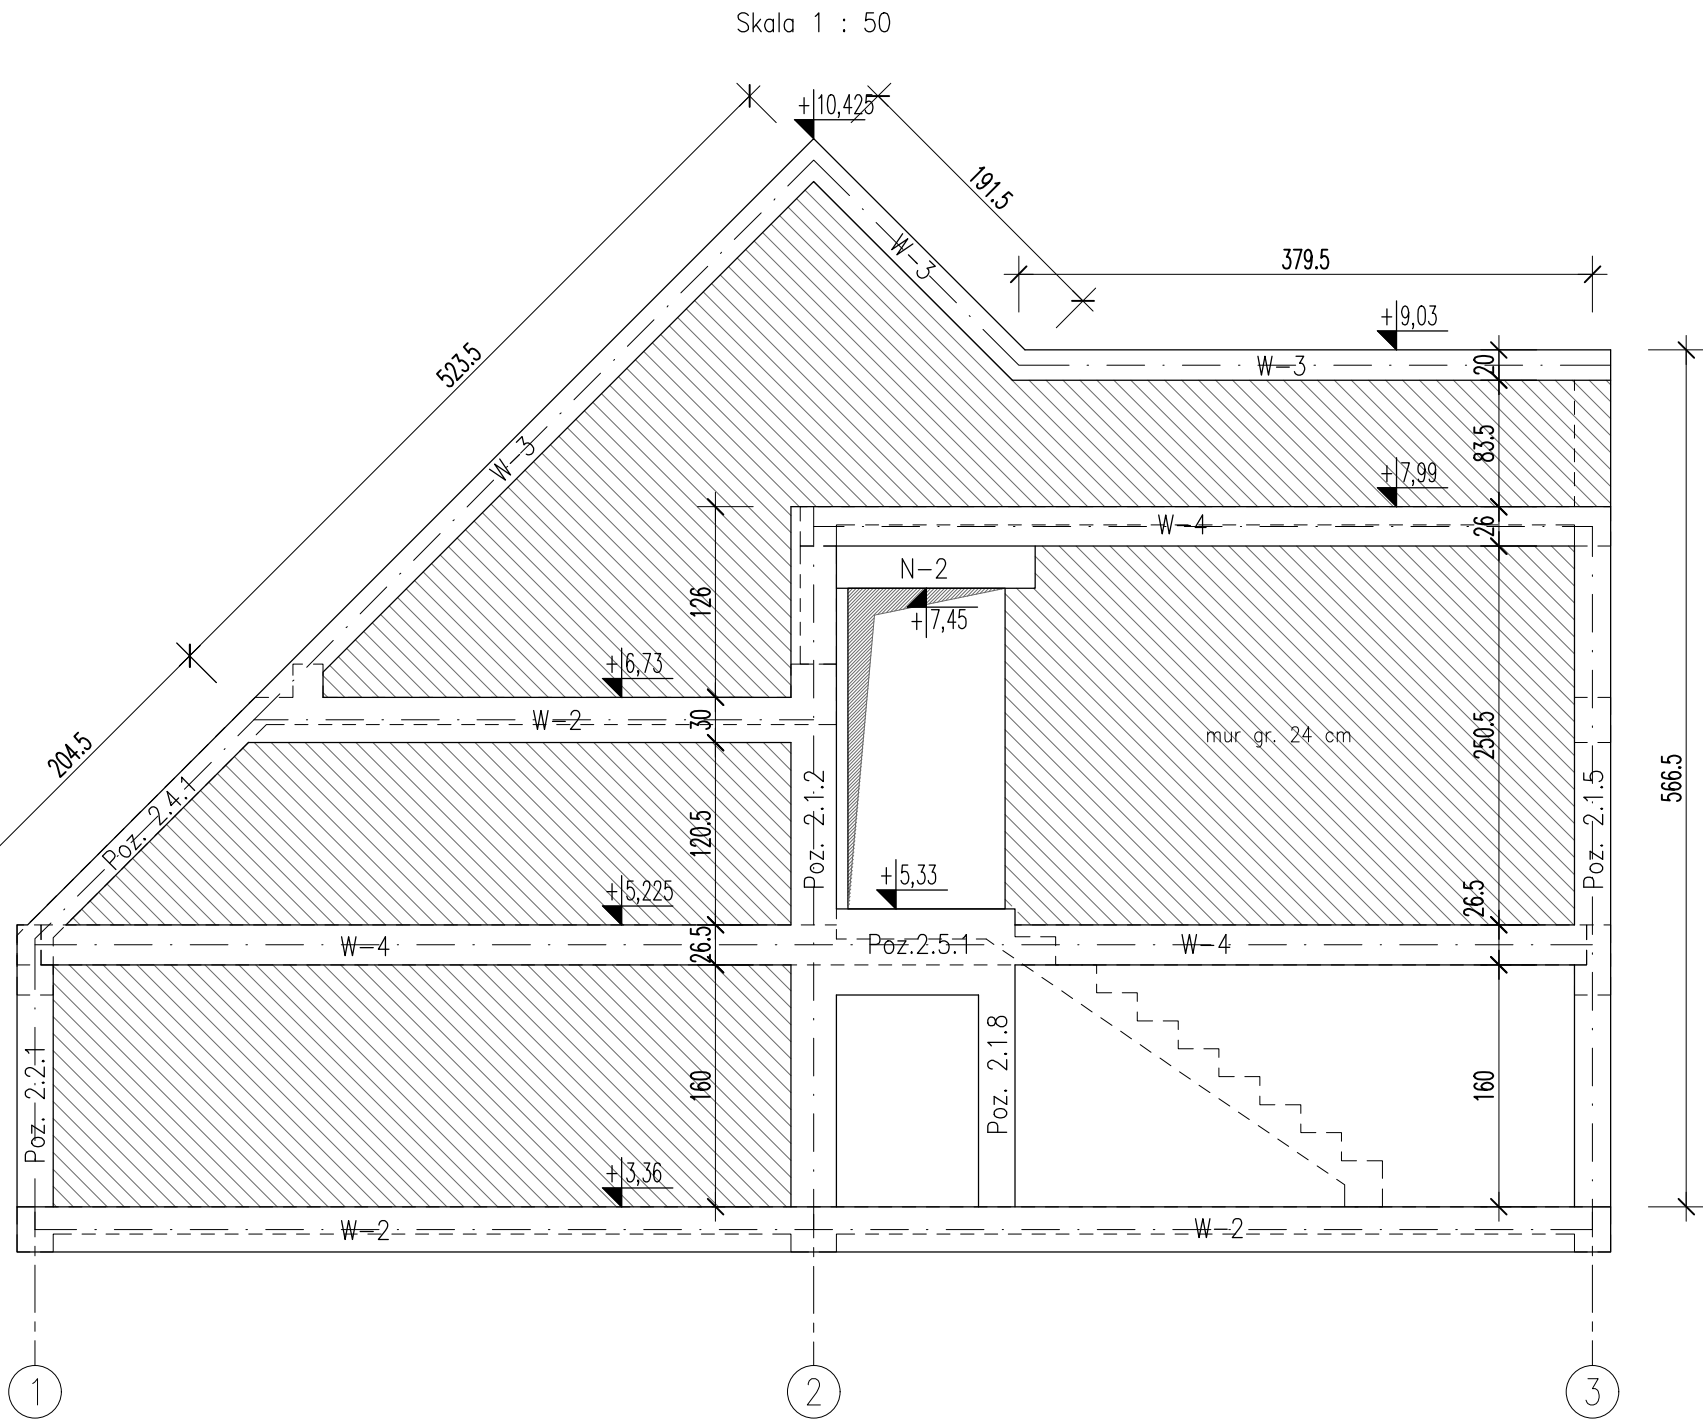 Skala 1 : 50
+10,425
191.5
W-3
379.5
+9,03
523.5
W-3
20
W-3
83.5
+7,99
W-4
26
N-2
126
+7,45
+6,73
W-2
30
mur gr. 24 cm
250.5
566.5
204.5
Poz. 2.4.1
Poz. 2.1.2
Poz. 2.1.5
120.5
+5,33
+5,225
26.5
W-4
26.5
Poz.2.5.1
W-4
Poz. 2.2.1
160
Poz. 2.1.8
160
+3,36
W-2
W-2
1
2
3